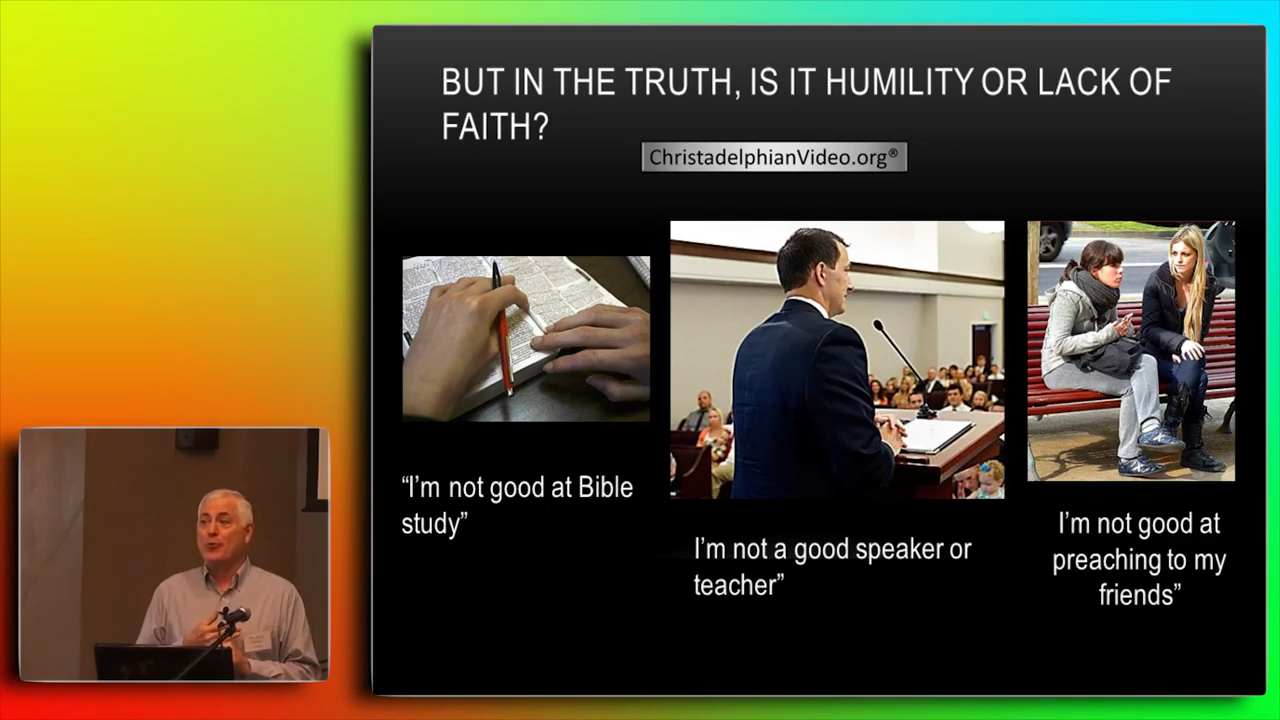 BUT IN THE TRUTH, IS IT HUMILITY OR LACK OF
FAITH?
ChristadelphianVideo.org®
“I’m not good at Bible
study”
I’m not a good speaker or
teacher”
I’m not good at
preaching to my
friends”